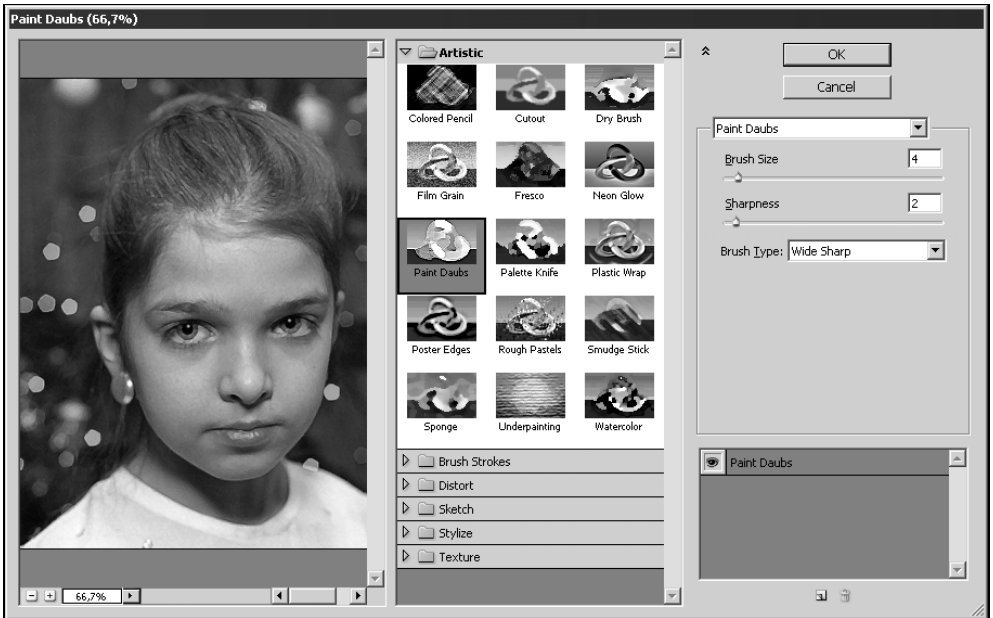 Paint Daubs (66,7%)
Artistic
Colored Pencil
Cutout
Dry Brush
Film Grain
Fresco
Neon Glow
Paint Daubs
Palette Knife
Plastic Wrap
Poster Edges
Rough Pastels
Smudge Stick
Sponge
Underpainting
Watercolor
Brush Strokes
Distort
Sketch
Stylize
Texture
66,7%
OK
Cancel
Paint Daubs
Brush Size 4
Sharpness 2
Brush Type: Wide Sharp
Paint Daubs